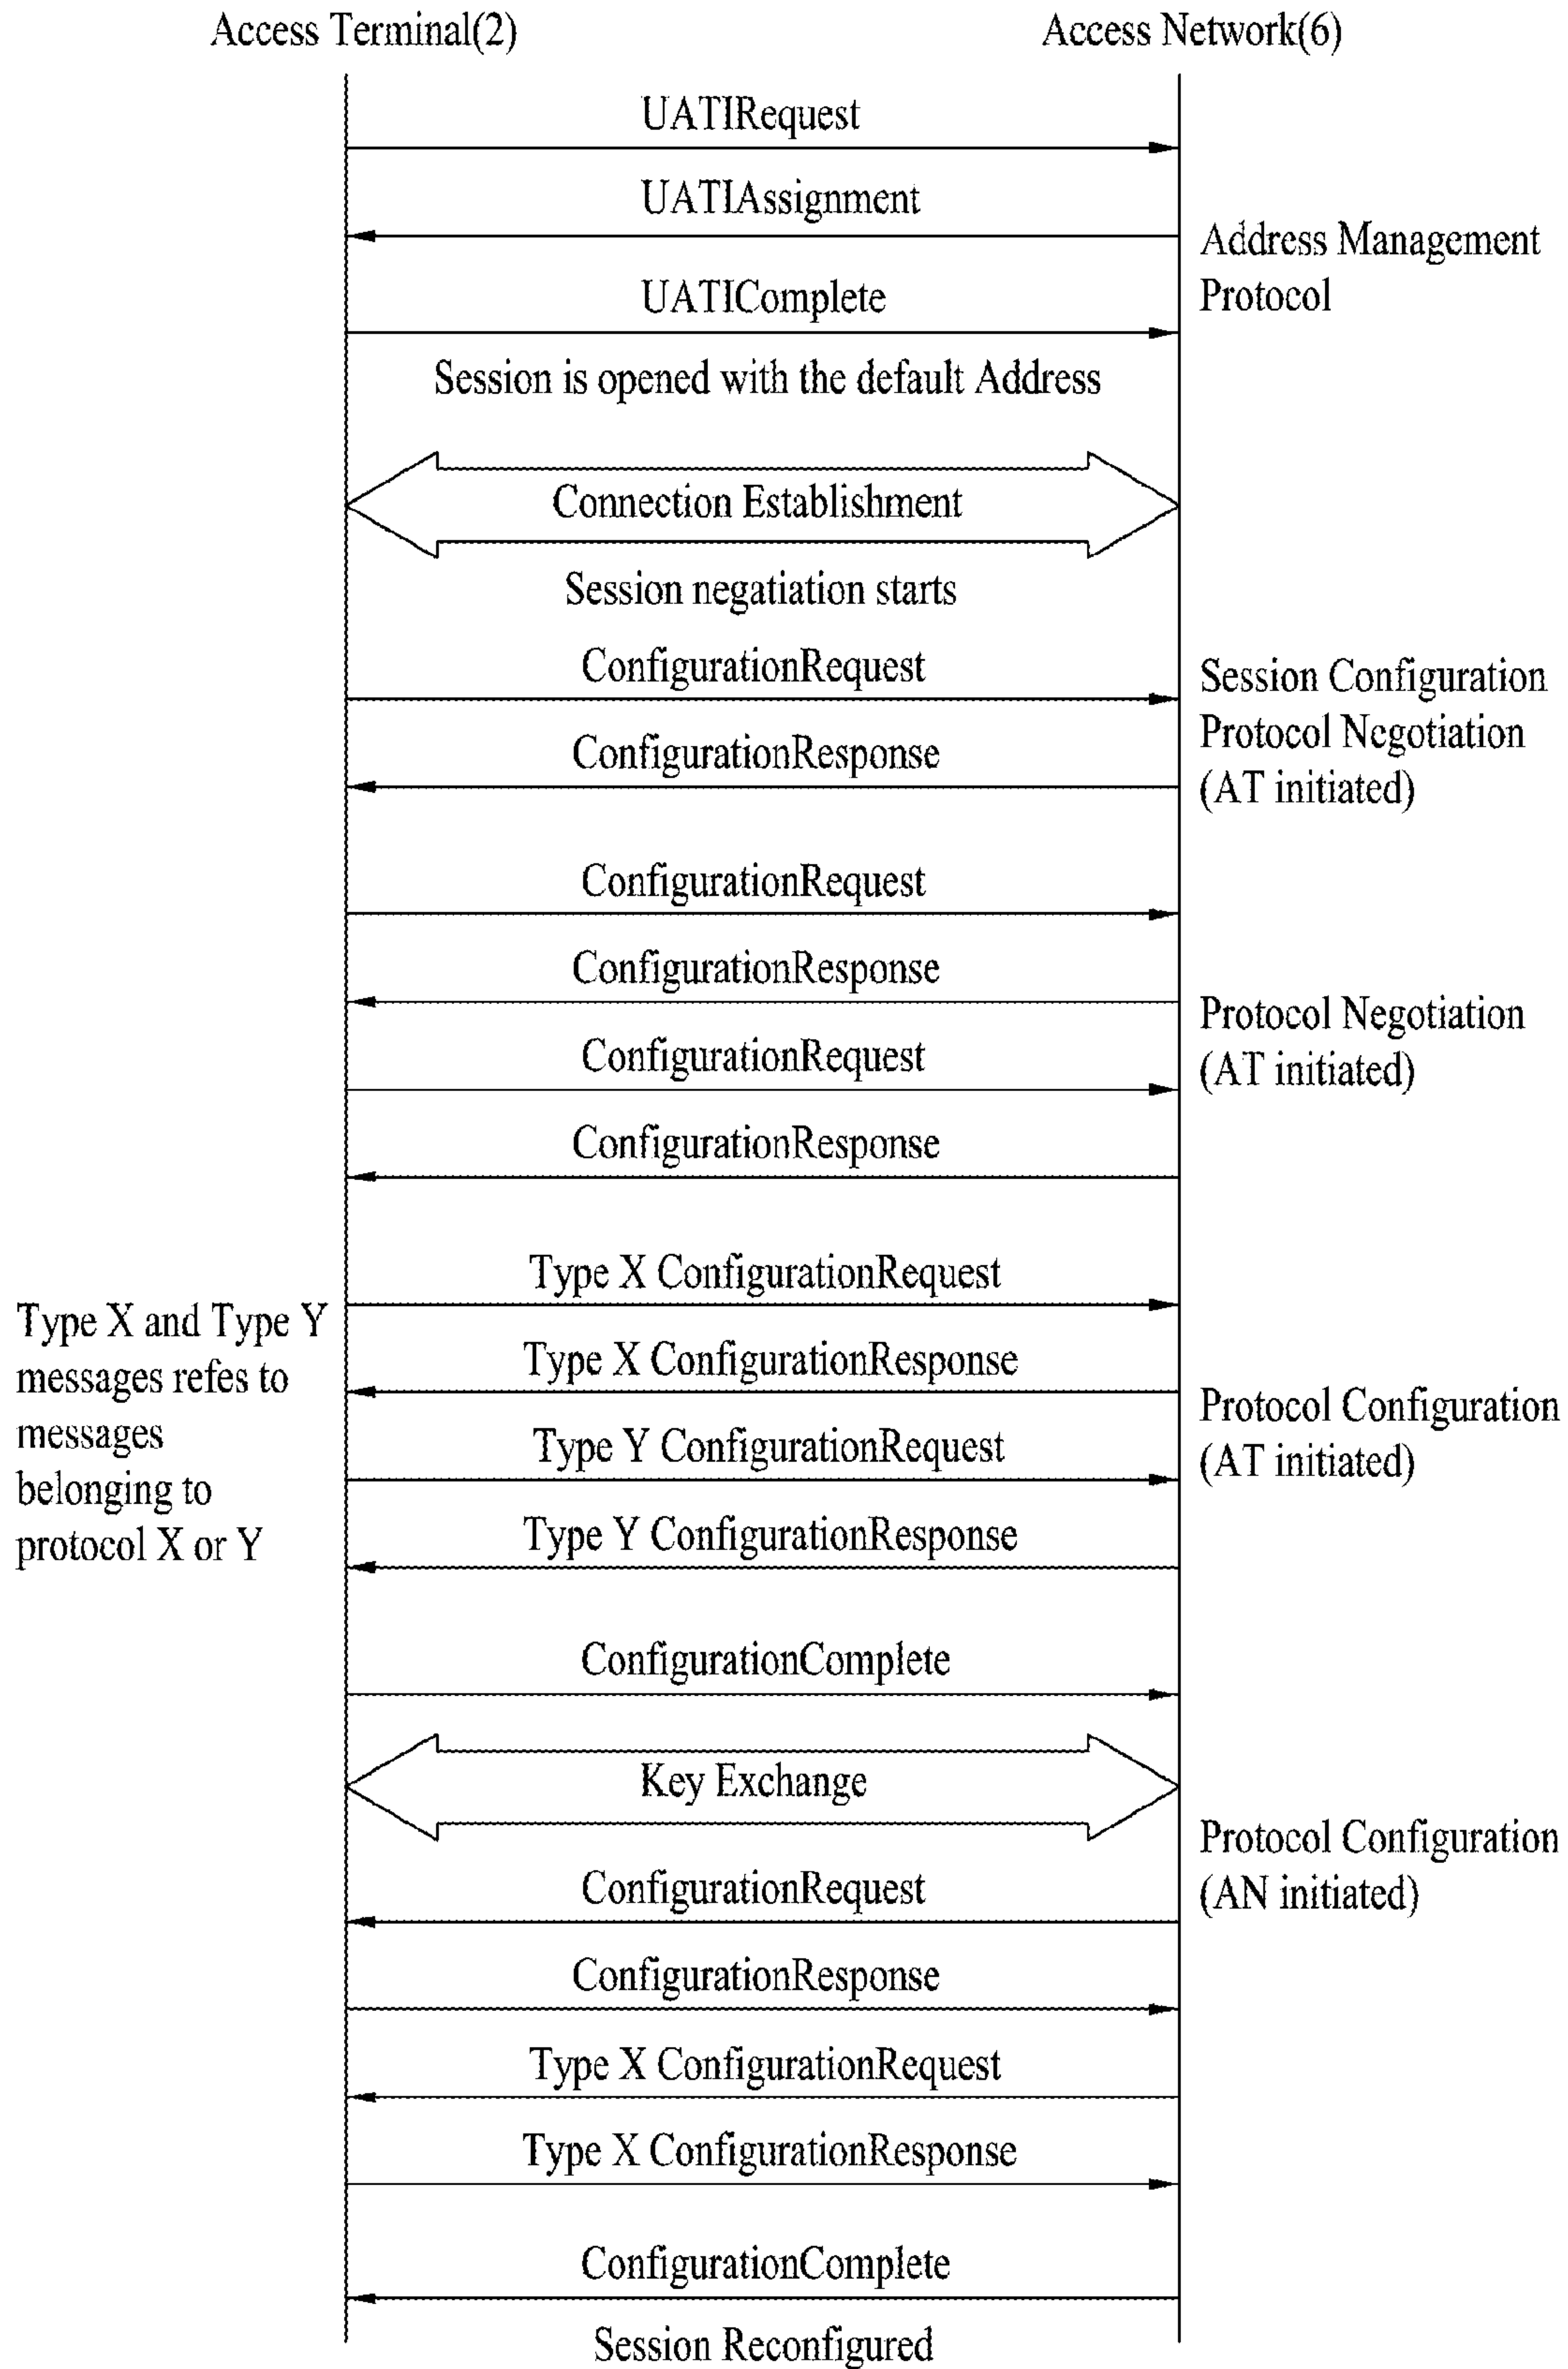 Access Terminal(2)
Access Network(6)
UATIRequest
UATIAssignment
Address Management
Protocol
UATIComplete
Session is opened with the default Address
Connection Establishment
Session negatiation starts
ConfigurationRequest
Session Configuration
Protocol Negotiation
(AT initiated)
ConfigurationResponse
ConfigurationRequest
ConfigurationResponse
Protocol Negotiation
(AT initiated)
ConfigurationRequest
ConfigurationResponse
Type X ConfigurationRequest
Type X and Type Y
messages refes to
messages
belonging to
protocol X or Y
Type X ConfigurationResponse
Protocol Configuration
(AT initiated)
Type Y ConfigurationRequest
Type Y ConfigurationResponse
ConfigurationComplete
Key Exchange
Protocol Configuration
(AN initiated)
ConfigurationRequest
ConfigurationResponse
Type X ConfigurationRequest
Type X ConfigurationResponse
ConfigurationComplete
Session Reconfigured